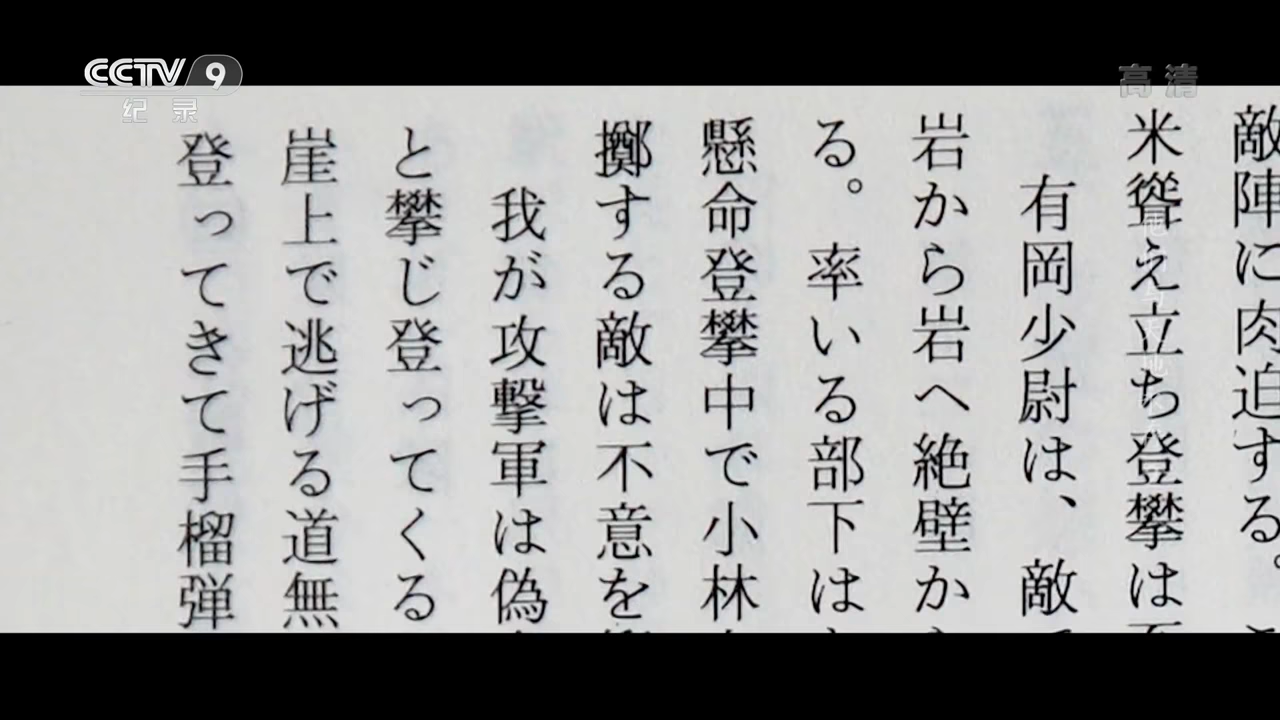 CCTV 9
纪录
高清
敵陣に肉迫する。
米聳え立ち登攀は
有岡少尉は、敵
岩から岩へ絶壁か
る。率いる部下は
懸命登攀中で小林
擲する敵は不意を
我が攻撃軍は偽
と攀じ登ってくる
崖上で逃げる道無
登ってきて手榴弾